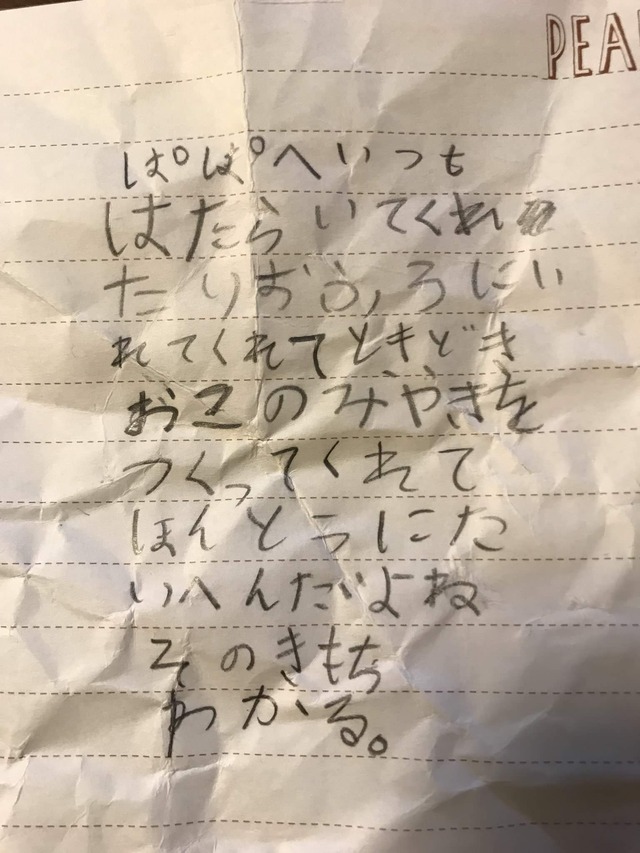 PEA
ぱぱへいつも
はたらいてくれ
たりおふろにい
れてくれてときどき
おこのみやきを
つくってくれて
ほんとうにた
いへんだよね
そのきもち
わかる。